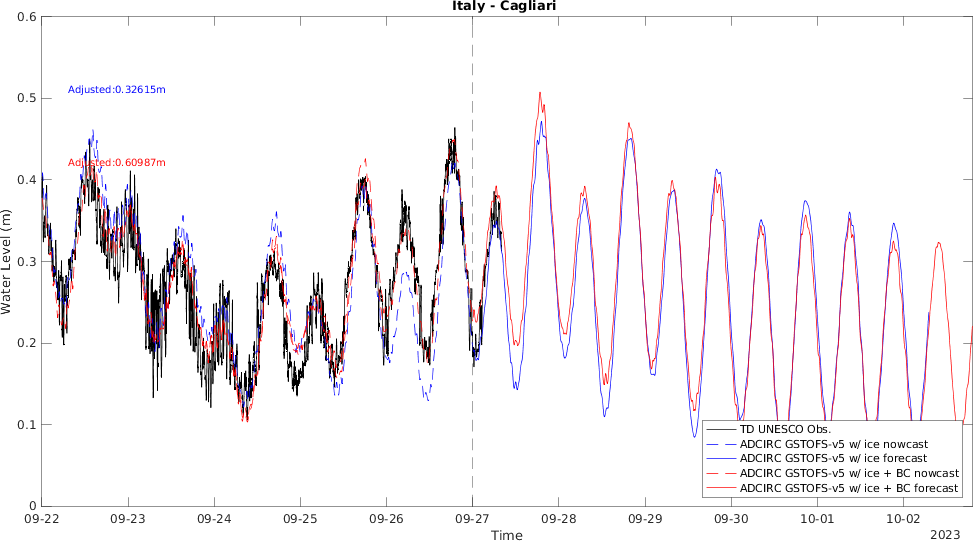 Italy - Cagliari
0.6
0.5
0.4
0.3
0.2
0.1
0
Water Level (m)
Adjusted:0.32615m
Adjusted:0.60987m
TD UNESCO Obs.
ADCIRC GSTOFS-v5 w/ ice nowcast
ADCIRC GSTOFS-v5 w/ ice forecast
ADCIRC GSTOFS-v5 w/ ice + BC nowcast
ADCIRC GSTOFS-v5 w/ ice + BC forecast
09-22 09-23 09-24 09-25 09-26 09-27 09-28 09-29 09-30 10-01 10-02
Time
2023